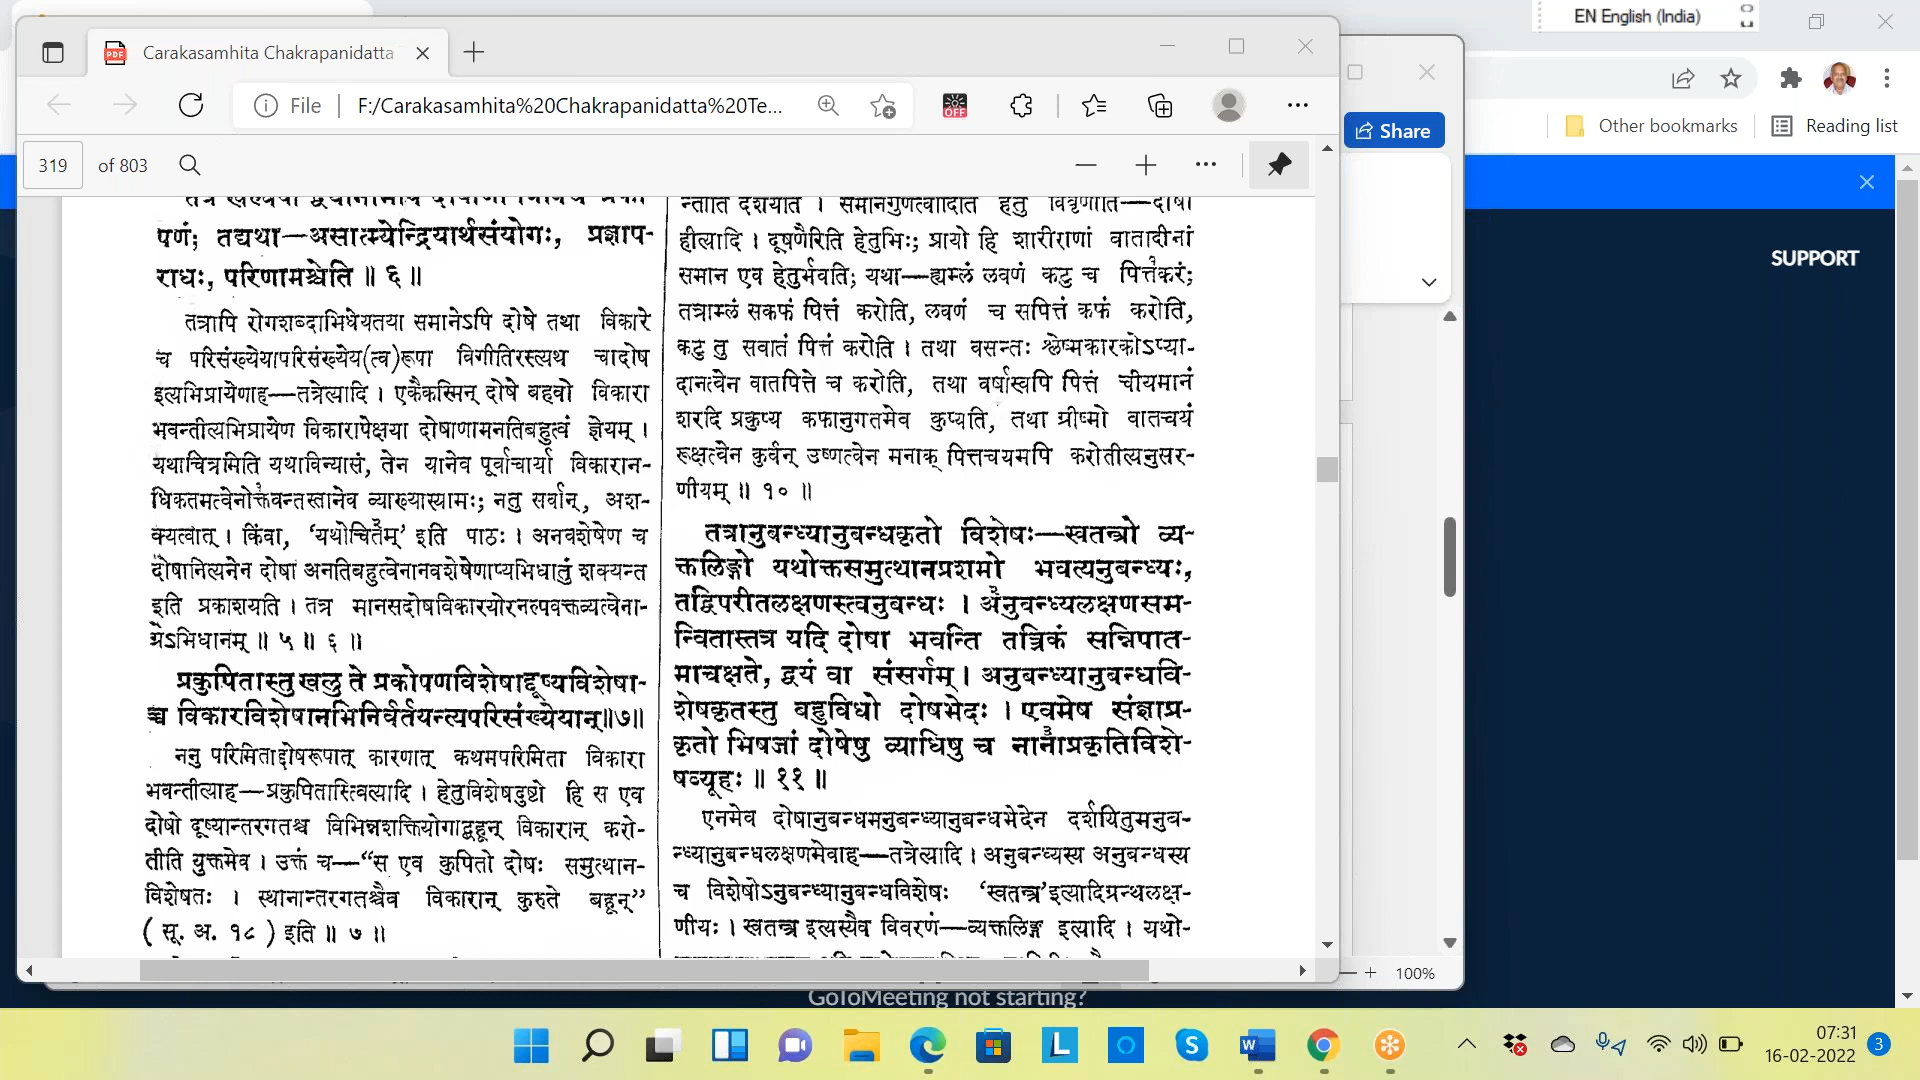 EN English (India)
Carakasamhita Chakrapanidatta
File
F:/Carakasamhita%20Chakrapanidatta%20Te...
Other bookmarks
Reading list
Share
319 of 803
SUPPORT
पणं; तद्यथा—असात्म्येन्द्रियार्थसंयोगः, प्रज्ञाप-
राधः, परिणामश्चेति ॥ ६ ॥
तत्रापि रोगशब्दाभिधेयतया समानेऽपि दोषे तथा विकारे
च परिसंख्येयापरिसंख्येय(त्व)रूपा विगीतिरस्त्यथ चादोष
इत्यभिप्रायेणाह—तत्रेत्यादि । एकैकस्मिन् दोषे बहवो विकारा
भवन्तीत्यभिप्रायेण विकारापेक्षया दोषाणामनतिबहुत्वं ज्ञेयम् ।
यथाचित्रमिति यथाविन्यासं, तेन यानेव पूर्वाचार्या विकारान-
धिकतमत्वेनोक्तवन्तस्तानेव व्याख्यास्यामः; नतु सर्वान्, अश-
क्यत्वात् । किंवा, ‘यथोचितम्’ इति पाठः । अनवशेषेण च
दोषानित्यनेन दोषा अनतिबहुत्वेनानवशेषेणाप्यभिधातुं शक्यन्त
इति प्रकाशयति । तत्र मानसदोषविकारयोरनल्पवक्तव्यत्वेना-
ग्रेऽभिधानम् ॥ ५ ॥ ६ ॥
प्रकुपितास्तु खलु ते प्रकोपणविशेषाद्दूष्यविशेषा-
च्च विकारविशेषानभिनिर्वर्तयन्त्यपरिसंख्येयान्॥७॥
ननु परिमिताद्दोषरूपात् कारणात् कथमपरिमिता विकारा
भवन्तीत्याह—प्रकुपितास्त्वित्यादि । हेतुविशेषदुष्टो हि स एव
दोषो दूष्यान्तरगतश्च विभिन्नशक्तियोगाद्बहून् विकारान् करो-
तीति युक्तमेव । उक्तं च—“स एव कुपितो दोषः समुत्थान-
विशेषतः । स्थानान्तरगतश्चैव विकारान् कुरुते बहून्”
( सू. अ. १८ ) इति ॥ ७ ॥
न्तीति दर्शयति । समानगुणत्वादिति हेतुं विवृणोति—दोषा
हीत्यादि । दूषणैरिति हेतुभिः; प्रायो हि शारीराणां वातादीनां
समान एव हेतुर्भवति; यथा—ह्यम्लं लवणं कटु च पित्तकरं;
तत्राम्लं सकफं पित्तं करोति, लवणं च सपित्तं कफं करोति,
कटु तु सवातं पित्तं करोति । तथा वसन्तः श्लेष्मकारकोऽप्या-
दानत्वेन वातपित्ते च करोति, तथा वर्षास्वपि पित्तं चीयमानं
शरदि प्रकुप्य कफानुगतमेव कुप्यति, तथा ग्रीष्मो वातचयं
रूक्षत्वेन कुर्वन् उष्णत्वेन मनाक् पित्तचयमपि करोतीत्यनुसर-
णीयम् ॥ १० ॥
तत्रानुबन्ध्यानुबन्धकृतो विशेषः—स्वतन्त्रो व्य-
क्तलिङ्गो यथोक्तसमुत्थानप्रशमो भवत्यनुबन्ध्यः,
तद्विपरीतलक्षणस्त्वनुबन्धः । अनुबन्ध्यलक्षणसम-
न्वितास्तत्र यदि दोषा भवन्ति तत्त्रिकं सन्निपात-
माचक्षते, द्वयं वा संसर्गम् । अनुबन्ध्यानुबन्धवि-
शेषकृतस्तु बहुविधो दोषभेदः । एवमेष संज्ञाप्र-
कृतो भिषजां दोषेषु व्याधिषु च नानाप्रकृतिविशे-
षव्यूहः ॥ ११ ॥
एनमेव दोषानुबन्धमनुबन्ध्यानुबन्धभेदेन दर्शयितुमनुब-
न्ध्यानुबन्धलक्षणमेवाह—तत्रेत्यादि । अनुबन्ध्यस्य अनुबन्धस्य
च विशेषोऽनुबन्ध्यानुबन्धविशेषः ‘स्वतन्त्र’इत्यादिग्रन्थलक्ष-
णीयः । स्वतन्त्र इत्यस्यैव विवरणं—व्यक्तलिङ्ग इत्यादि । यथो-
100%
GoToMeeting not starting?
07:31
16-02-2022
3